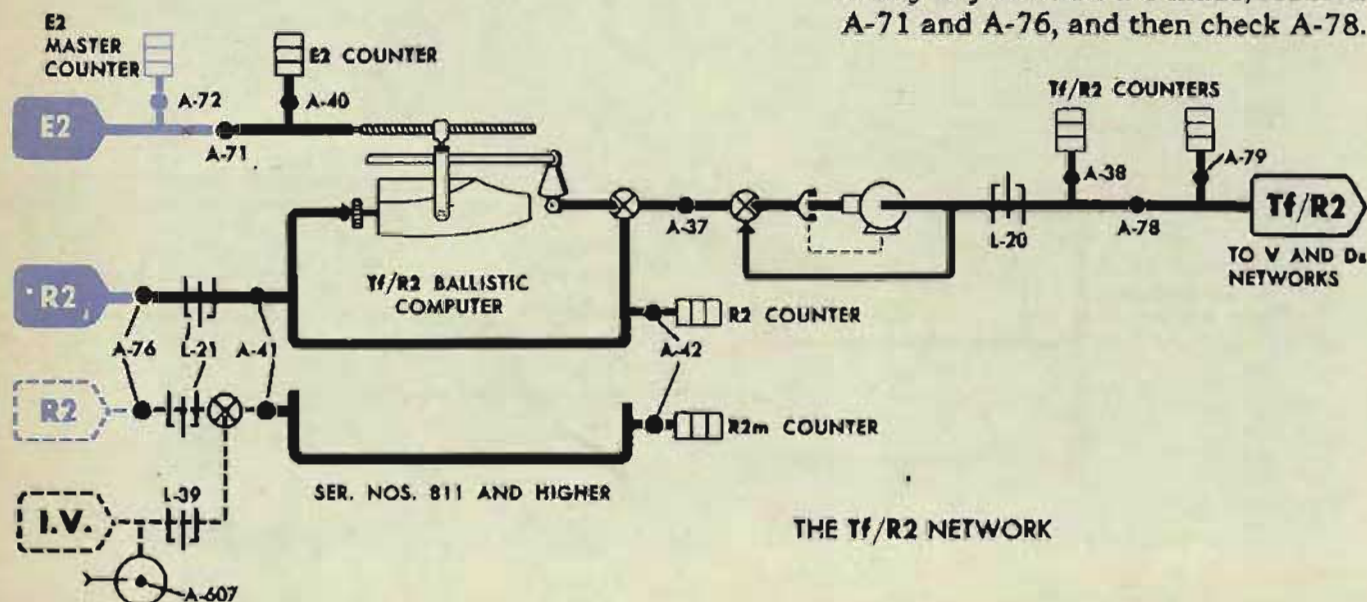 A-71 and A-76, and then check A-78.
E2
MASTER
COUNTER
E2 COUNTER
Tf/R2 COUNTERS
A-72
A-40
E2
A-71
A-38
A-79
A-37
L-20
A-78
Tf/R2
TO V AND Ds
NETWORKS
Tf/R2 BALLISTIC
COMPUTER
R2
R2 COUNTER
A-76
L-21
A-41
A-42
R2
R2m COUNTER
SER. NOS. 811 AND HIGHER
L-39
I.V.
THE Tf/R2 NETWORK
A-607